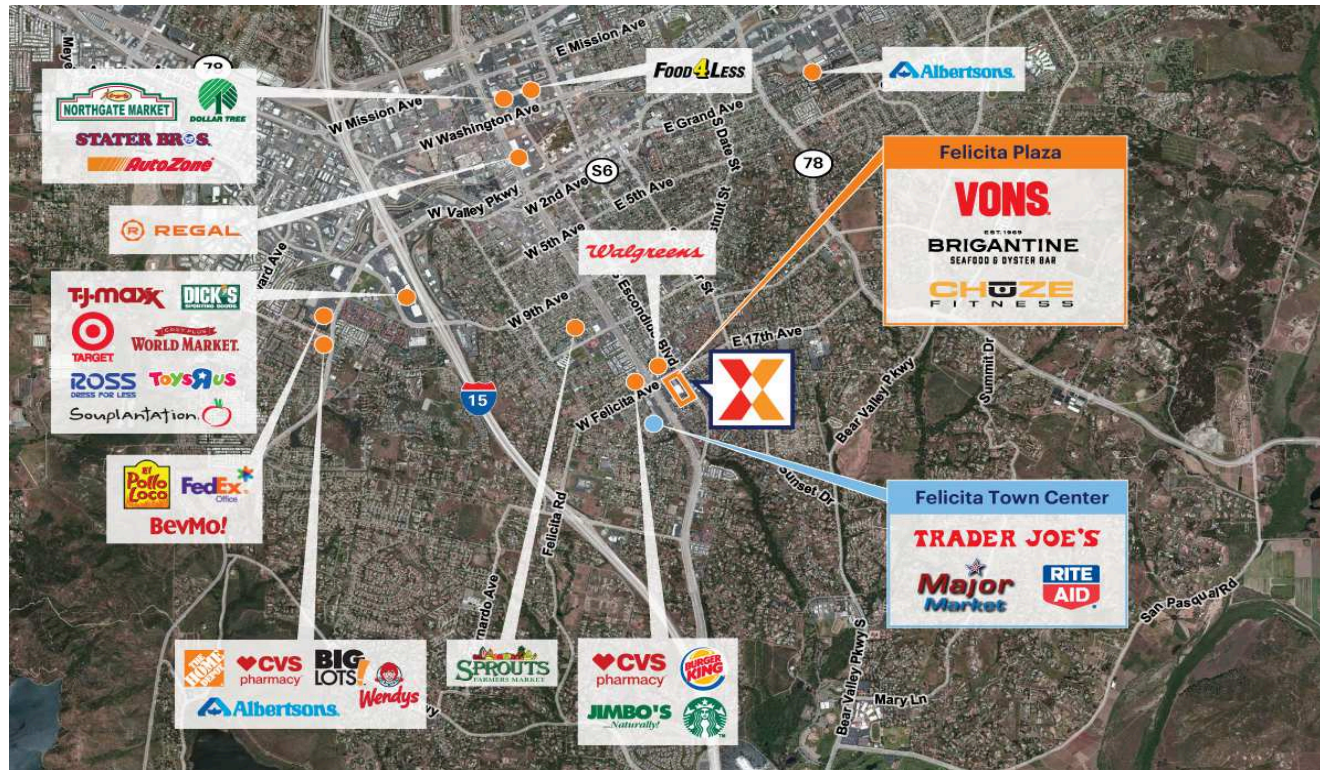 E Mission Ave
78
NORTHGATE MARKET
DOLLAR TREE
STATER BROS.
AutoZone
FOOD 4 LESS
Albertsons
W Mission Ave
W Washington Ave
E Grand Ave
S Date St
78
S6
Felicita Plaza
VONS
EST. 1969
BRIGANTINE
SEAFOOD & OYSTER BAR
CHUZE
FITNESS
REGAL
W Valley Pkwy
W 2nd Ave
E 5th Ave
W 5th Ave
Walgreens
T·J·maxx
DICK'S
SPORTING GOODS
TARGET
COST PLUS
WORLD MARKET
ROSS
DRESS FOR LESS
TOYS R US
Souplantation
W 9th Ave
E 17th Ave
15
W Felicita Ave
Bear Valley Pkwy
Summit Dr
Sunset Dr
El Pollo Loco
FedEx
Office
BevMo!
Felicita Rd
Felicita Town Center
TRADER JOE'S
Major
Market
RITE
AID
San Pasqual Rd
THE HOME DEPOT
CVS
pharmacy
BIG
LOTS!
Wendys
Albertsons
SPROUTS
FARMERS MARKET
CVS
pharmacy
BURGER
KING
JIMBO'S
...Naturally!
Bear Valley Pkwy S
Mary Ln